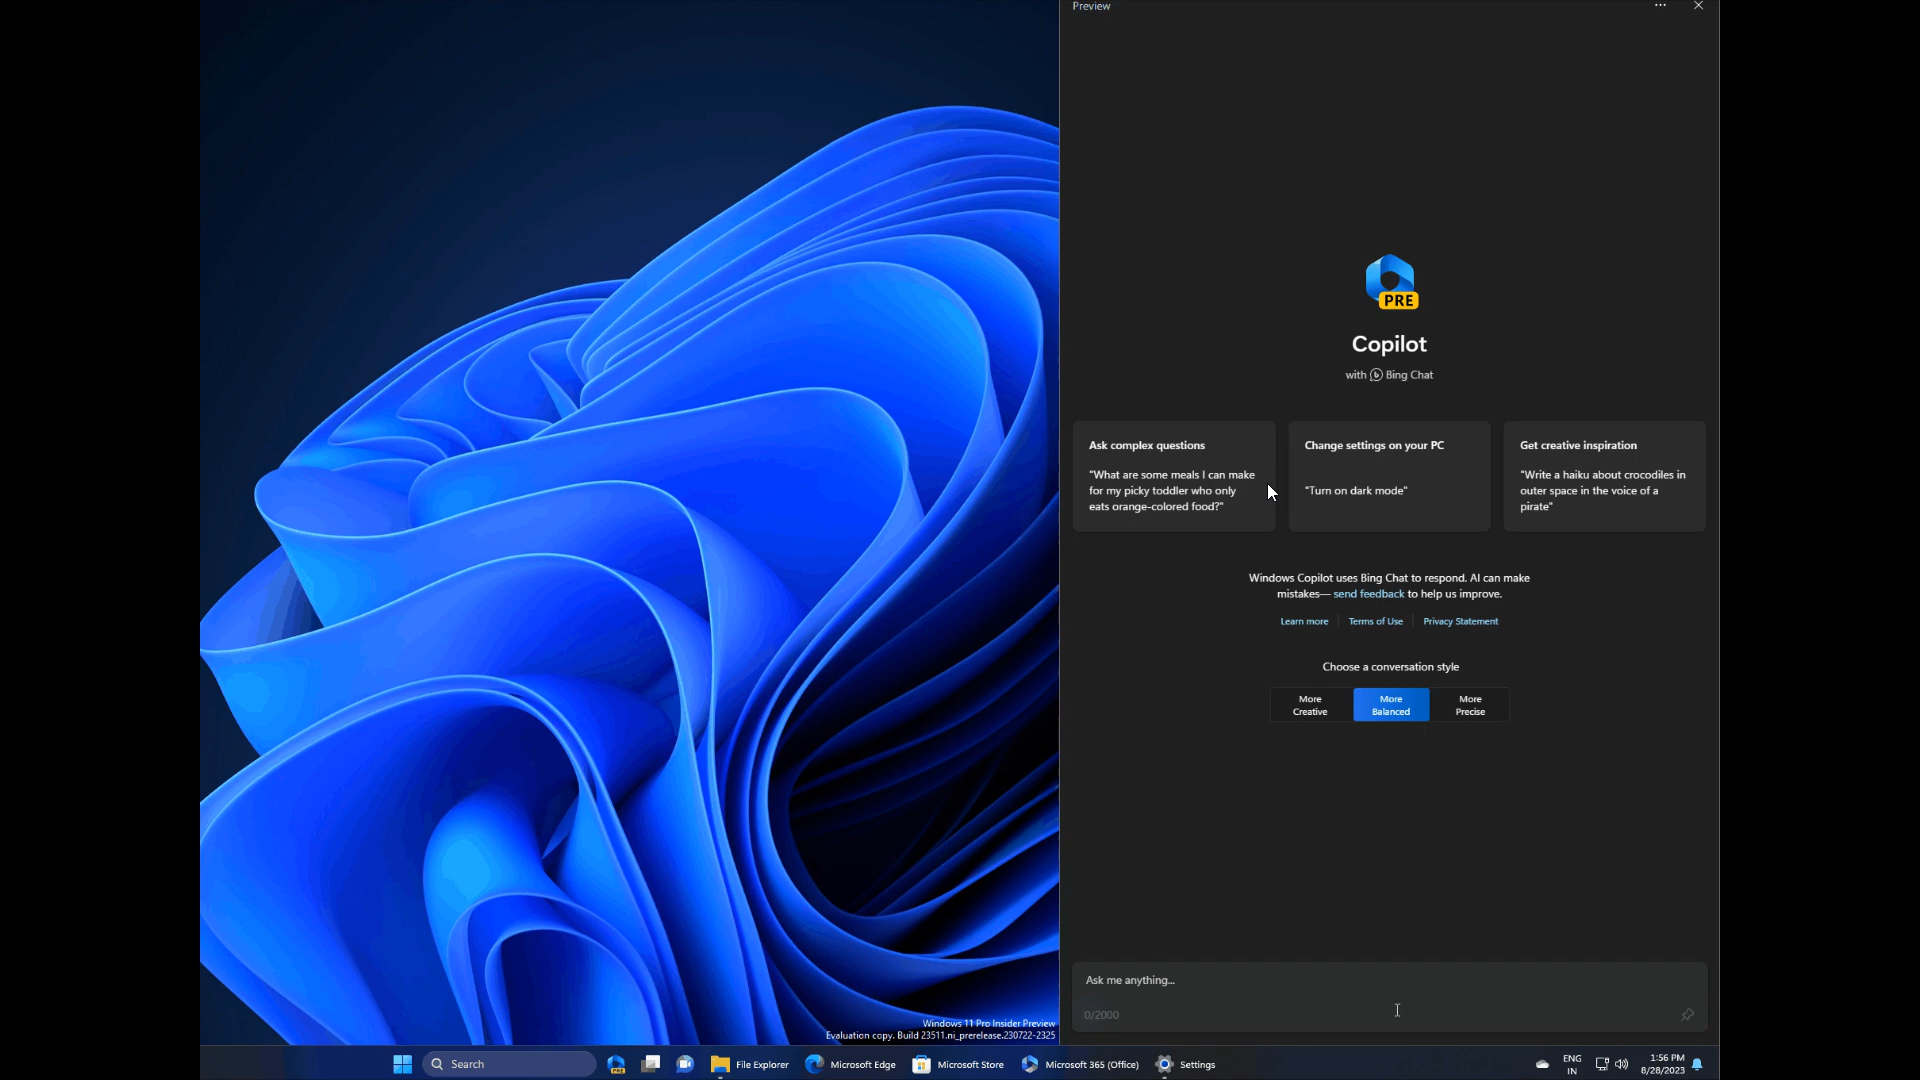 Preview
PRE
Copilot
with Bing Chat
Ask complex questions
"What are some meals I can make
for my picky toddler who only
eats orange-colored food?"
Change settings on your PC
"Turn on dark mode"
Get creative inspiration
"Write a haiku about crocodiles in
outer space in the voice of a
pirate"
Windows Copilot uses Bing Chat to respond. AI can make
mistakes— send feedback to help us improve.
Learn more
Terms of Use
Privacy Statement
Choose a conversation style
More
Creative
More
Balanced
More
Precise
Ask me anything...
0/2000
Windows 11 Pro Insider Preview
Evaluation copy. Build 23511.ni_prerelease.230722-2325
Search
PRE
File Explorer
Microsoft Edge
Microsoft Store
Microsoft 365 (Office)
Settings
ENG
IN
1:56 PM
8/28/2023